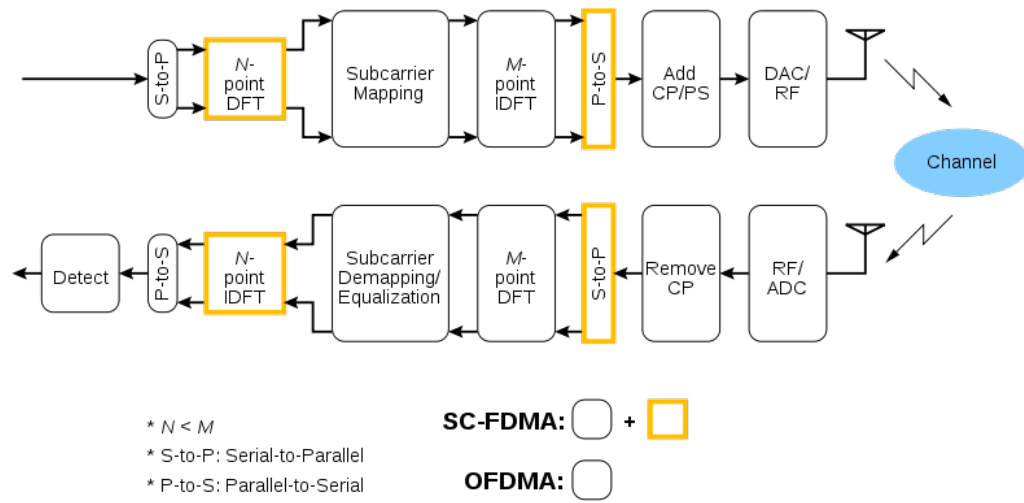 S-to-P
N-
point
DFT
Subcarrier
Mapping
M-
point
IDFT
P-to-S
Add
CP/PS
DAC/
RF
Channel
Detect
P-to-S
N-
point
IDFT
Subcarrier
Demapping/
Equalization
M-
point
DFT
S-to-P
Remove
CP
RF/
ADC
* N < M
* S-to-P: Serial-to-Parallel
* P-to-S: Parallel-to-Serial
SC-FDMA: +
OFDMA: